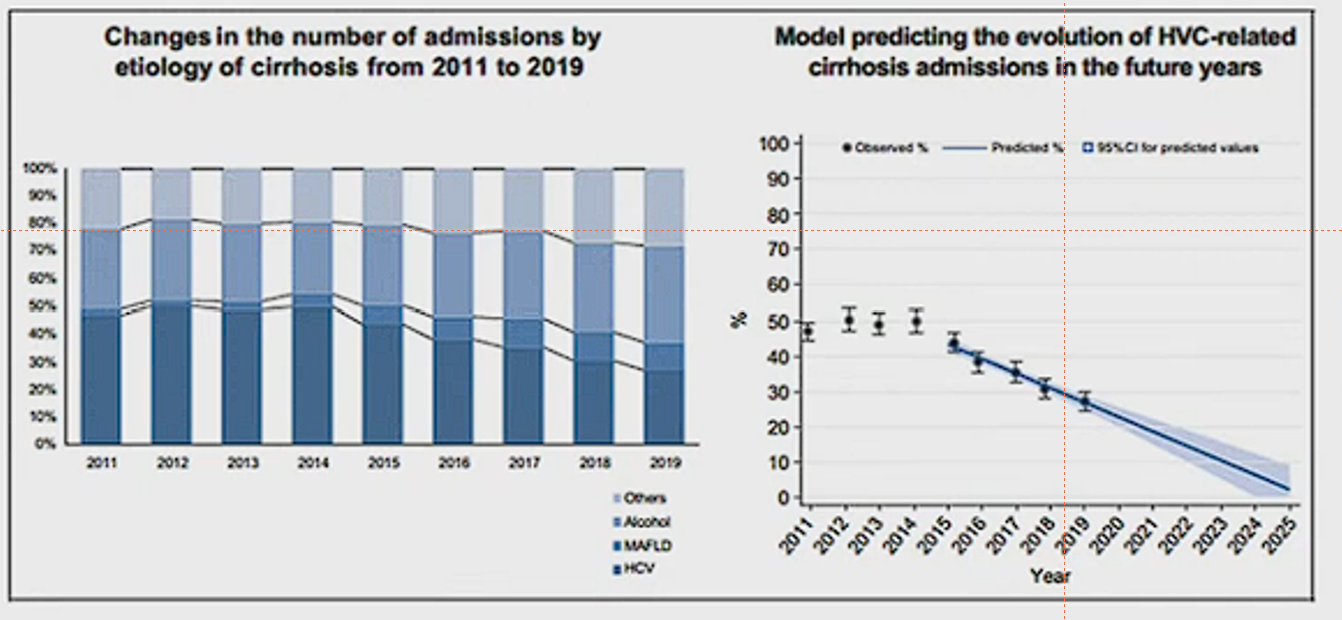 Changes in the number of admissions by
etiology of cirrhosis from 2011 to 2019
100%
90%
80%
70%
60%
50%
40%
30%
20%
10%
0%
2011 2012 2013 2014 2015 2016 2017 2018 2019
Others
Alcohol
MAFLD
HCV
Model predicting the evolution of HVC-related
cirrhosis admissions in the future years
Observed % Predicted % 95%CI for predicted values
100
90
80
70
60
50
40
30
20
10
0
%
2011 2012 2013 2014 2015 2016 2017 2018 2019 2020 2021 2022 2023 2024 2025
Year